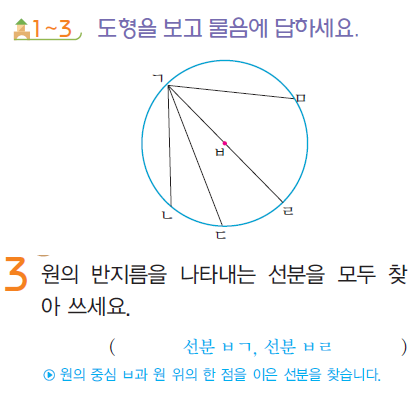 1~3 도형을 보고 물음에 답하세요.
ㄱ
ㅁ
ㅂ
ㄴ
ㄹ
ㄷ
3 원의 반지름을 나타내는 선분을 모두 찾
아 쓰세요.
( 선분 ㅂㄱ, 선분 ㅂㄹ )
원의 중심 ㅂ과 원 위의 한 점을 이은 선분을 찾습니다.